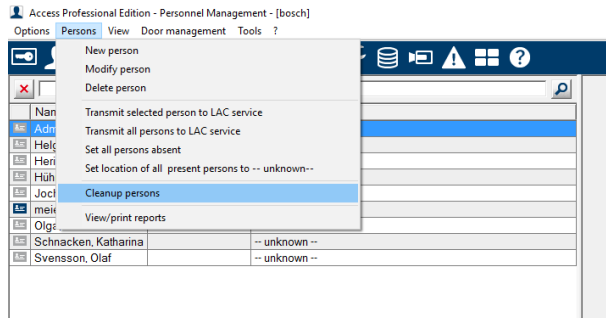 Access Professional Edition - Personnel Management - [bosch]
Options Persons View Door management Tools ?
New person
Modify person
Delete person
Transmit selected person to LAC service
Transmit all persons to LAC service
Set all persons absent
Set location of all present persons to -- unknown--
Cleanup persons
View/print reports
Nan
Adm
Helg
Heri
Hüh
Joch
meie
Olga
Schnacken, Katharina -- unknown --
Svensson, Olaf -- unknown --